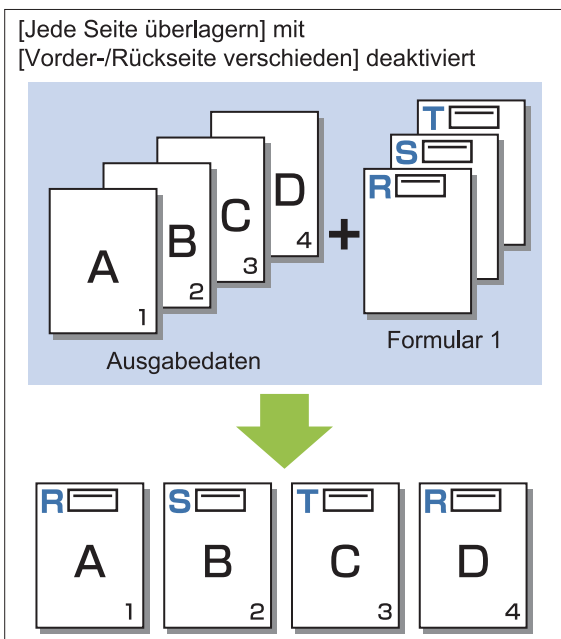 [Jede Seite überlagern] mit
[Vorder-/Rückseite verschieden] deaktiviert
A
1
B
2
C
3
D
4
+
R
S
T
Ausgabedaten
Formular 1
R
A
1
S
B
2
T
C
3
R
D
4